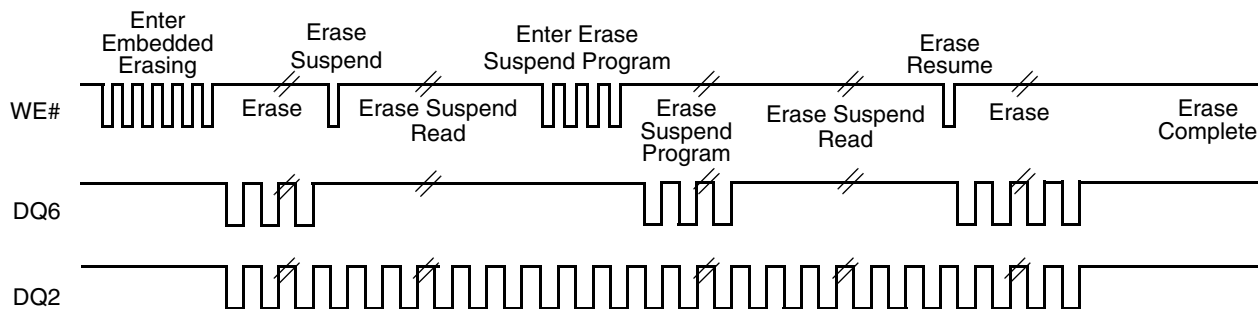 Enter
Embedded
Erasing
Erase
Suspend
Enter Erase
Suspend Program
Erase
Resume
WE#
Erase
Erase Suspend
Read
Erase
Suspend
Program
Erase Suspend
Read
Erase
Erase
Complete
DQ6
DQ2